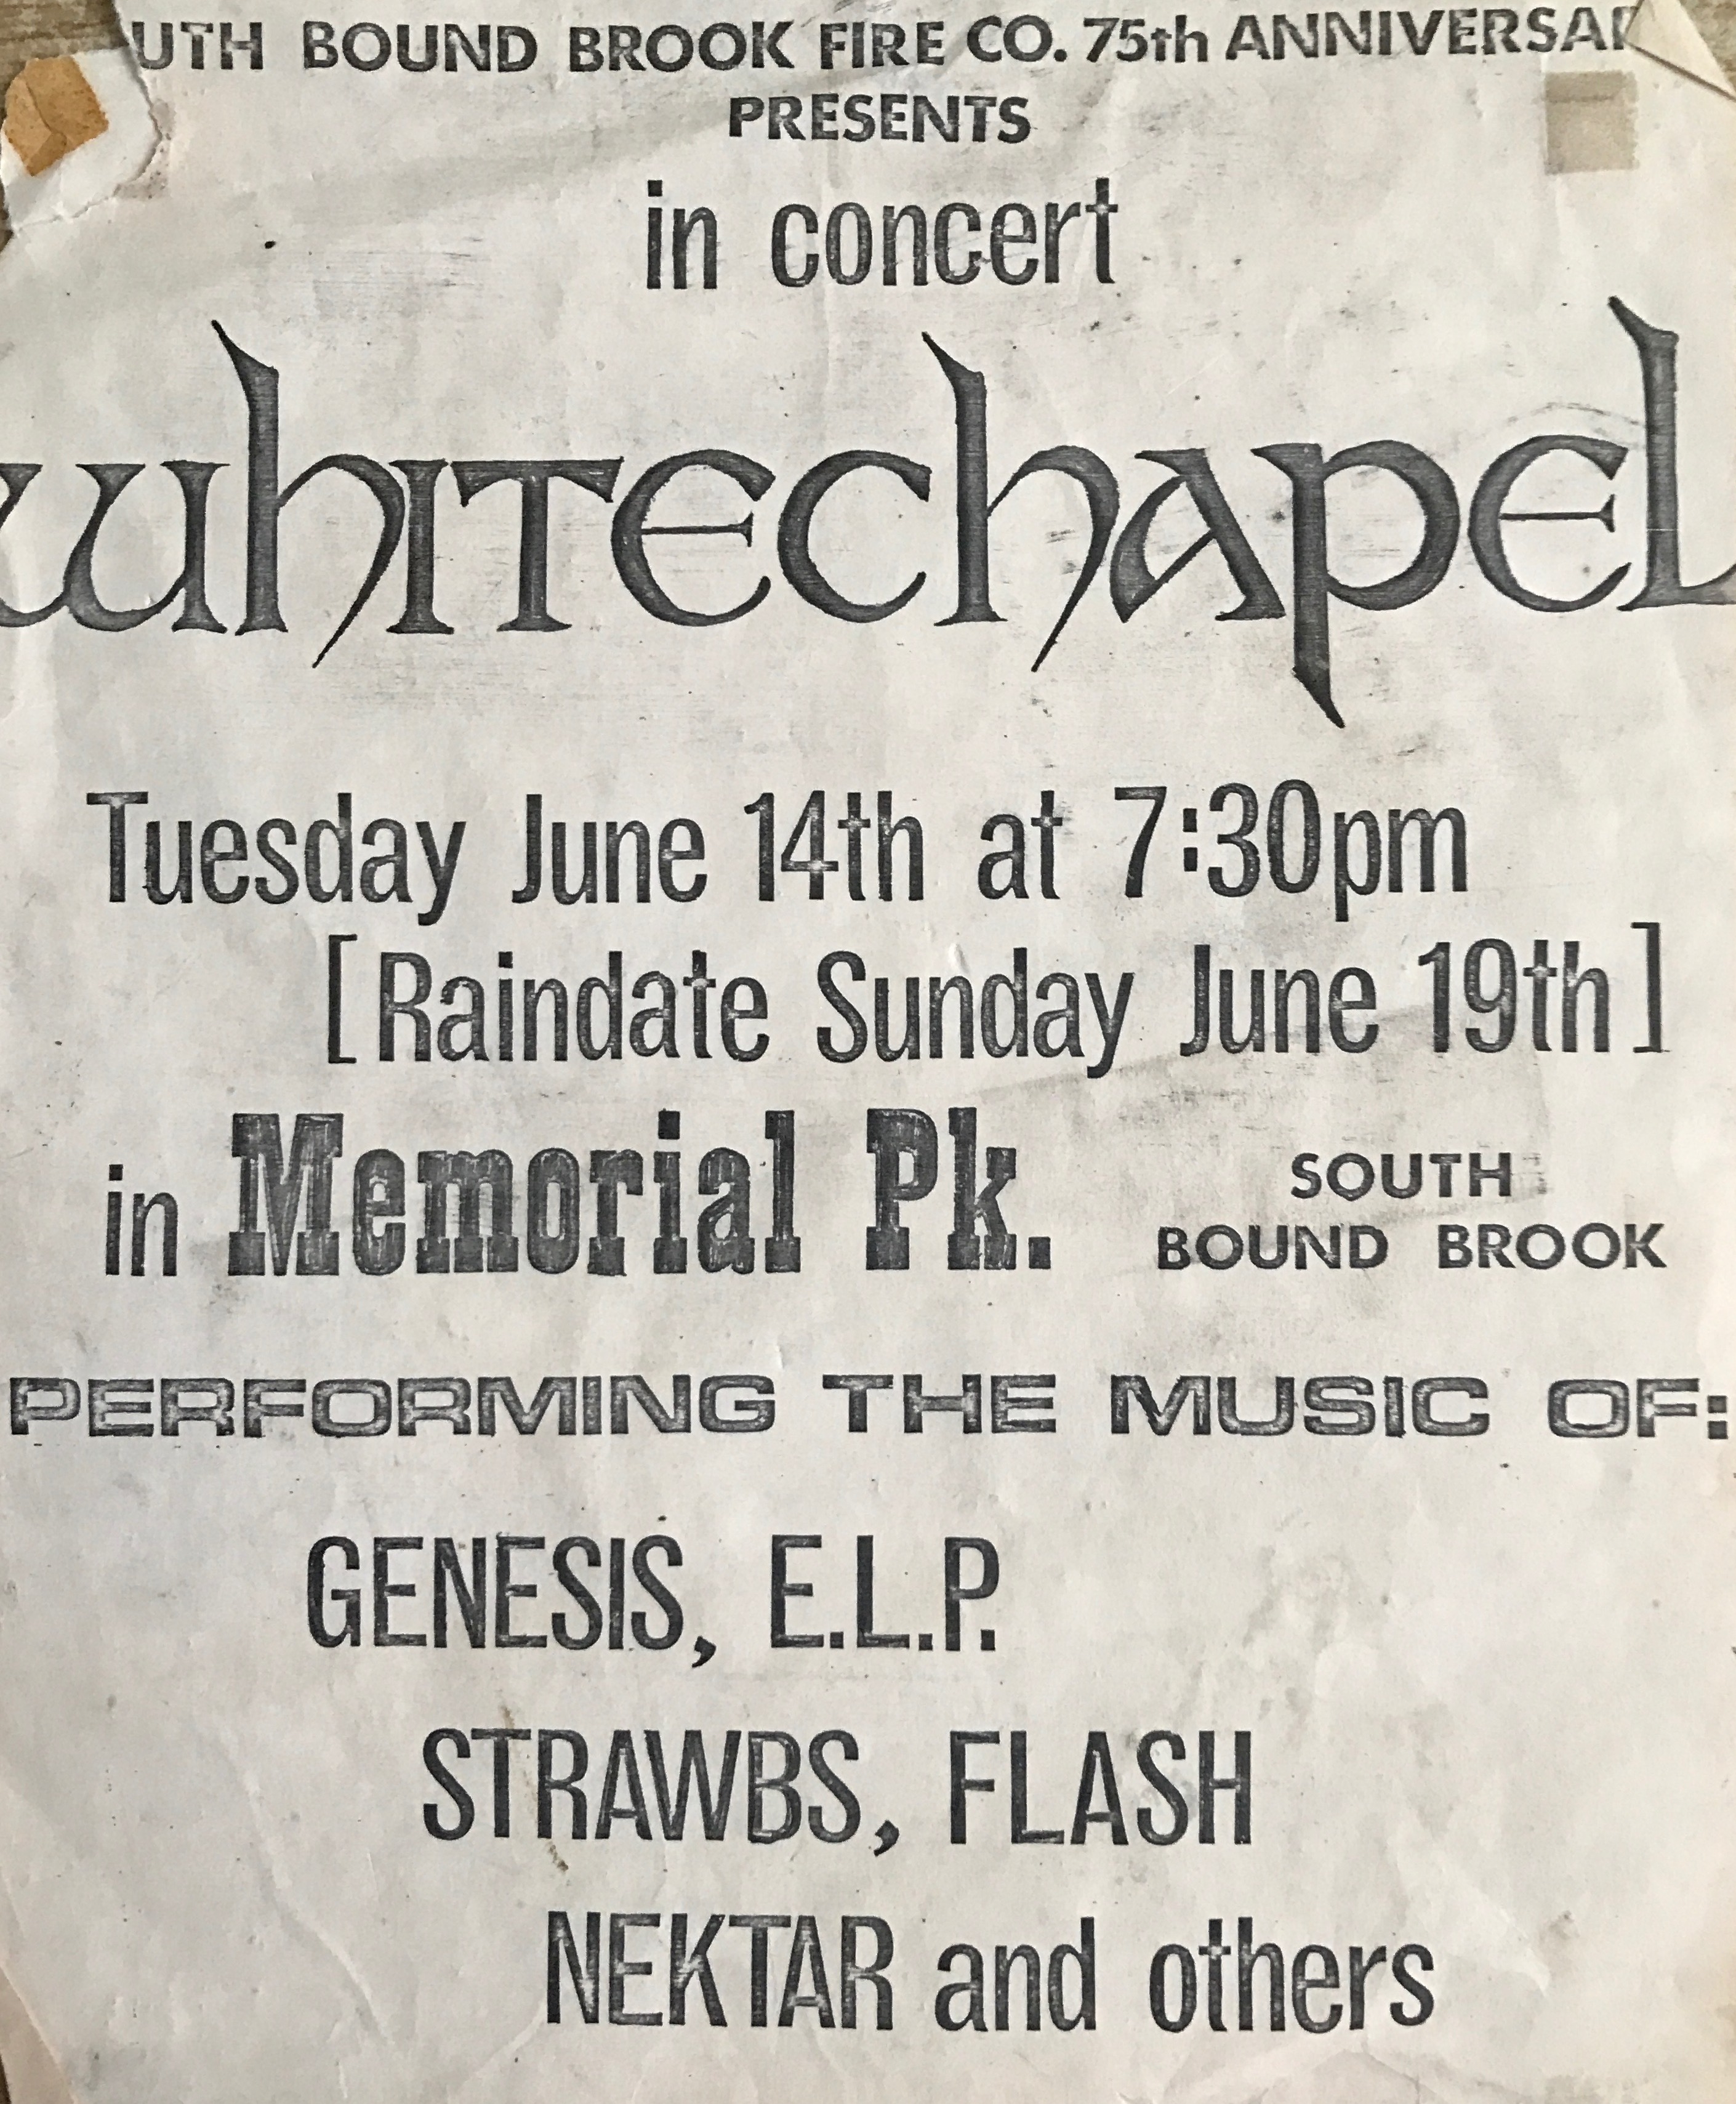 UTH BOUND BROOK FIRE CO. 75th ANNIVERSAR
PRESENTS
in concert
whiTEchapEL
Tuesday June 14th at 7:30pm
[Raindate Sunday June 19th]
in Memorial Pk. SOUTH
BOUND BROOK
PERFORMING THE MUSIC OF:
GENESIS, E.L.P.
STRAWBS, FLASH
NEKTAR and others